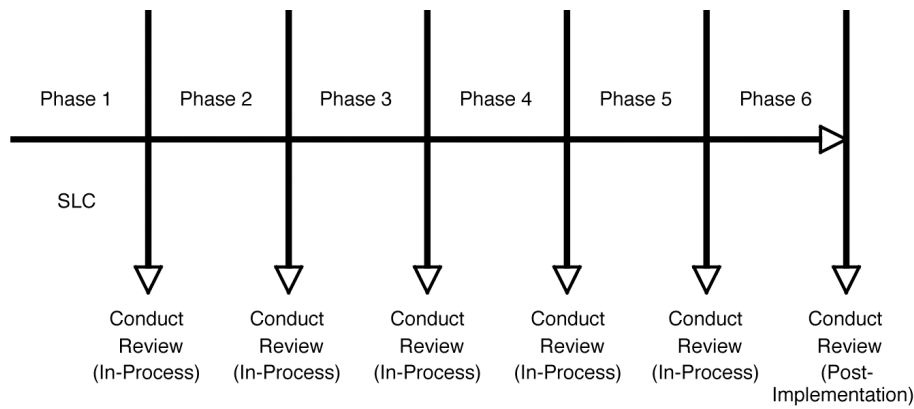 Phase 1 Phase 2 Phase 3 Phase 4 Phase 5 Phase 6
SLC
Conduct Conduct Conduct Conduct Conduct Conduct
Review Review Review Review Review Review
(In-Process) (In-Process) (In-Process) (In-Process) (In-Process) (Post-
Implementation)